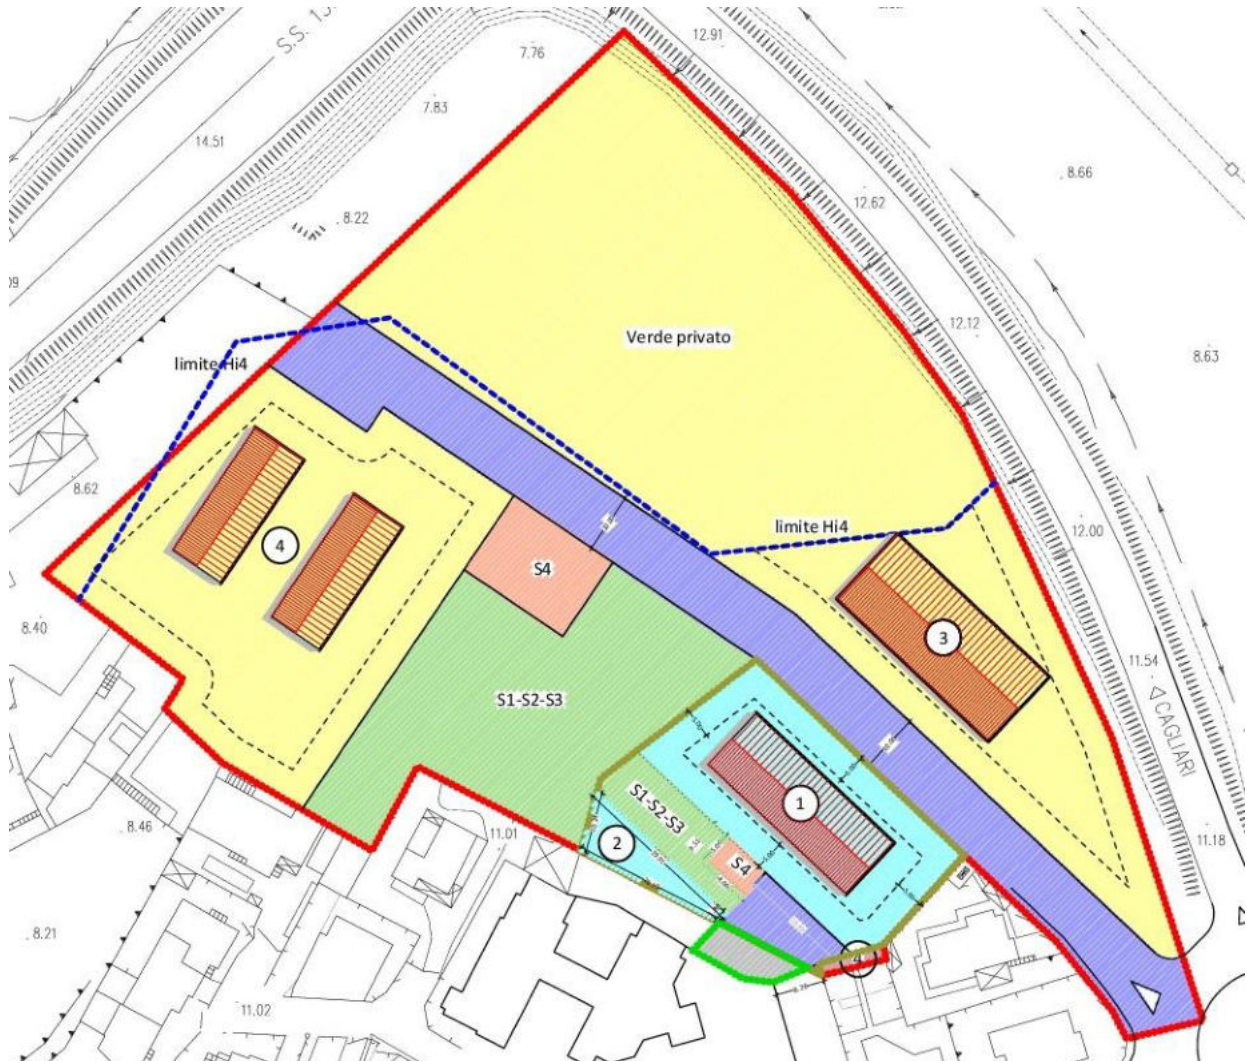 12.91
7.76
S.S. 13
7.83
14.51
8.66
12.62
8.22
12.12
Verde privato
8.63
limite Hi4
limite Hi4
8.62
12.00
4
S4
3
8.40
11.54
S1-S2-S3
CAGLIARI
1
S1-S2-S3
8.46
11.01
2
11.18
S4
8.21
4
11.02